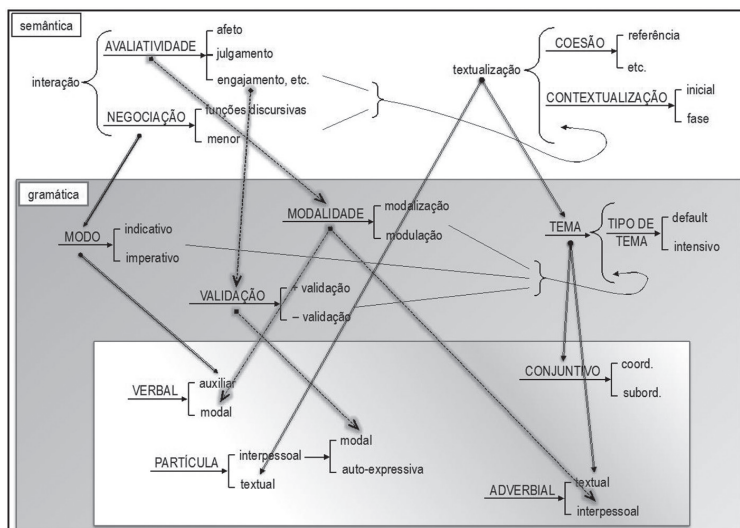 semântica
interação
AVALIATIVIDADE
afeto
julgamento
engajamento, etc.
NEGOCIAÇÃO
funções discursivas
menor
textualização
COESÃO
referência
etc.
CONTEXTUALIZAÇÃO
inicial
fase
gramática
MODO
indicativo
imperativo
MODALIDADE
modalização
modulação
VALIDAÇÃO
+ validação
– validação
TEMA
TIPO DE
TEMA
default
intensivo
VERBAL
auxiliar
modal
PARTÍCULA
interpessoal
textual
modal
auto-expressiva
CONJUNTIVO
coord.
subord.
ADVERBIAL
textual
interpessoal